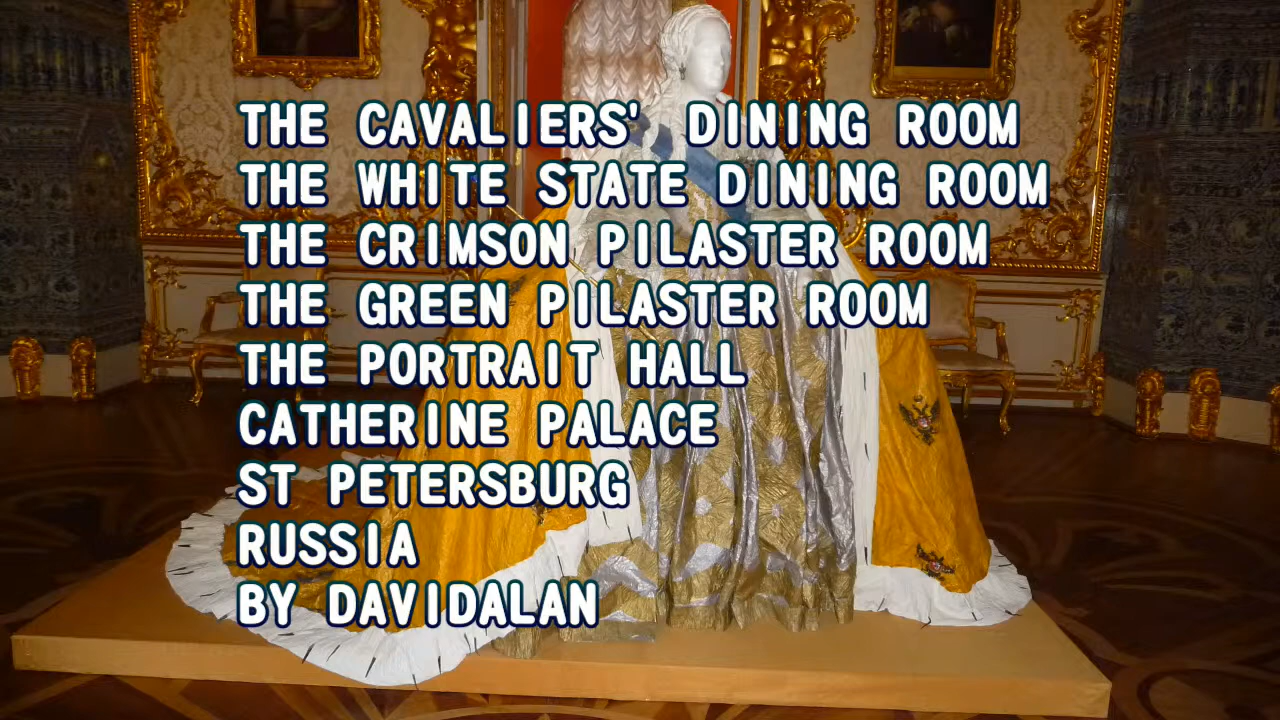 THE CAVALIERS' DINING ROOM
THE WHITE STATE DINING ROOM
THE CRIMSON PILASTER ROOM
THE GREEN PILASTER ROOM
THE PORTRAIT HALL
CATHERINE PALACE
ST PETERSBURG
RUSSIA
BY DAVIDALAN